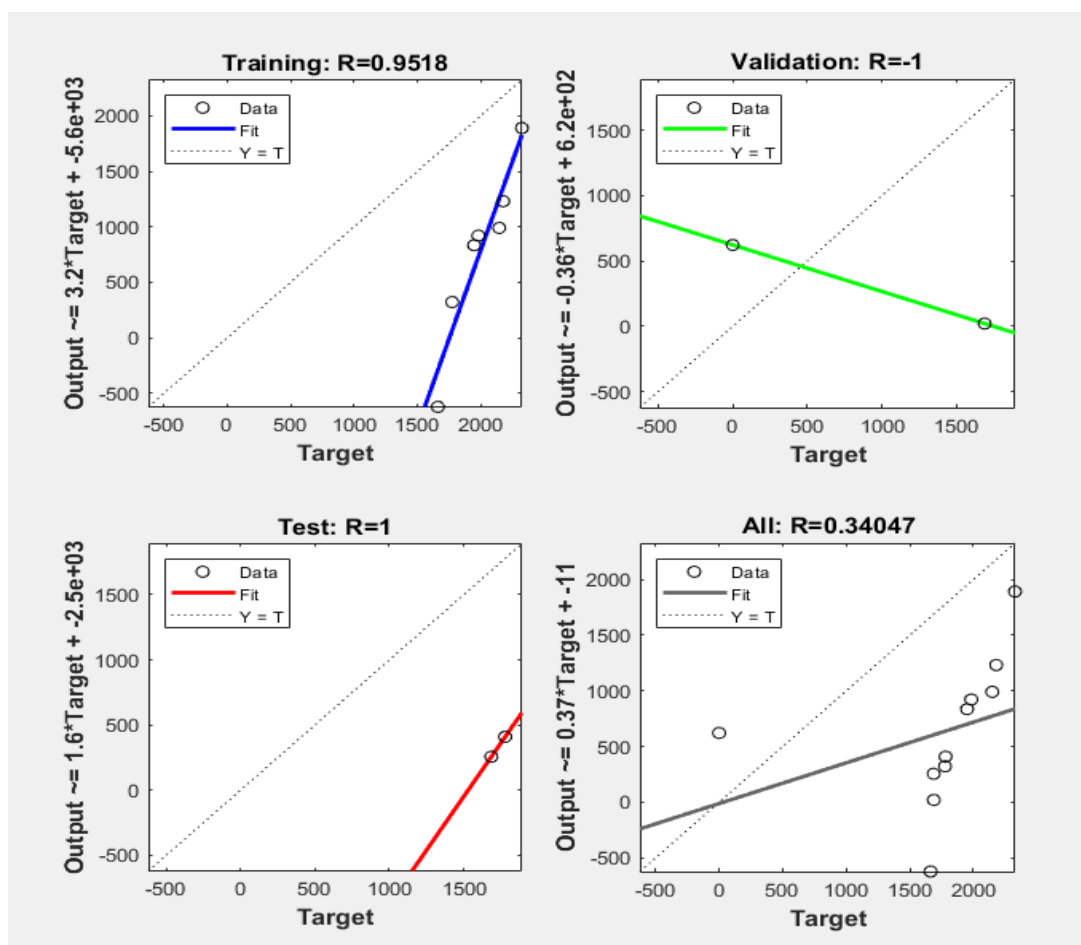 Training: R=0.9518
Output ~= 3.2*Target + -5.6e+03
Data
Fit
Y = T
2000
1500
1000
500
0
-500
-500 0 500 1000 1500 2000
Target
Validation: R=-1
Output ~= -0.36*Target + 6.2e+02
Data
Fit
Y = T
1500
1000
500
0
-500
-500 0 500 1000 1500
Target
Test: R=1
Output ~= 1.6*Target + -2.5e+03
Data
Fit
Y = T
1500
1000
500
0
-500
-500 0 500 1000 1500
Target
All: R=0.34047
Output ~= 0.37*Target + -11
Data
Fit
Y = T
2000
1500
1000
500
0
-500
-500 0 500 1000 1500 2000
Target